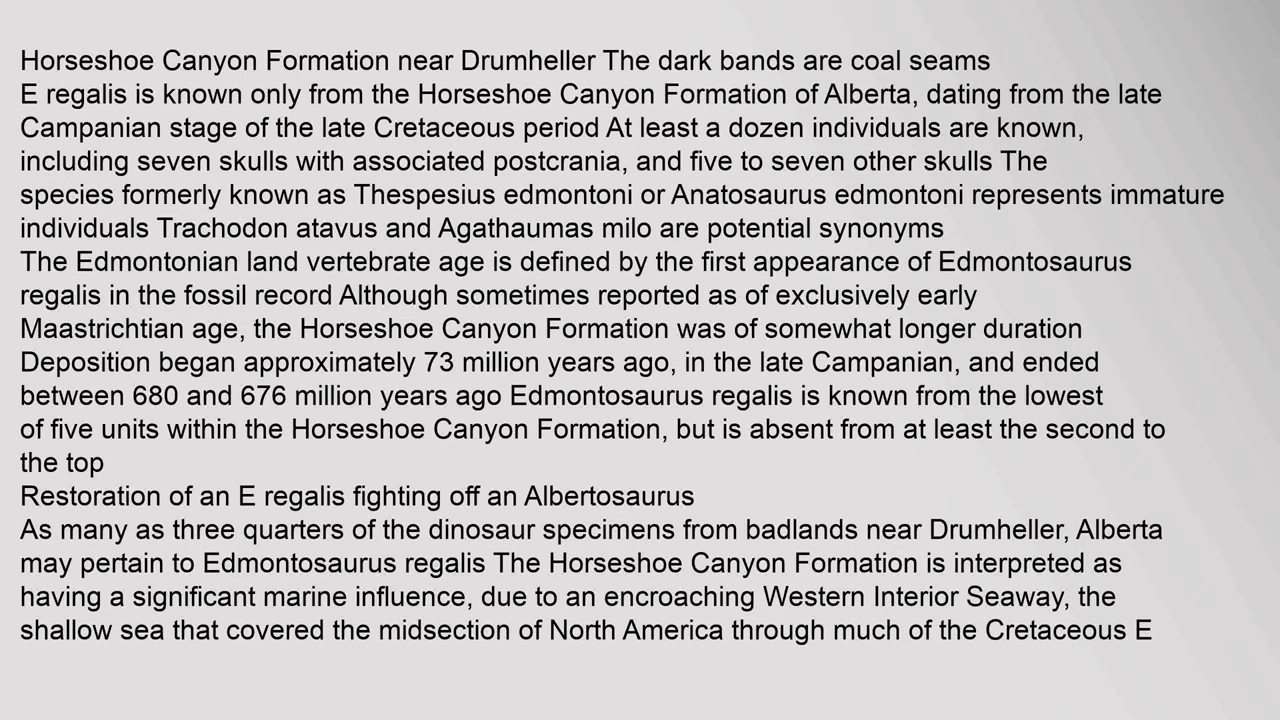 Horseshoe Canyon Formation near Drumheller The dark bands are coal seams
E regalis is known only from the Horseshoe Canyon Formation of Alberta, dating from the late
Campanian stage of the late Cretaceous period At least a dozen individuals are known,
including seven skulls with associated postcrania, and five to seven other skulls The
species formerly known as Thespesius edmontoni or Anatosaurus edmontoni represents immature
individuals Trachodon atavus and Agathaumas milo are potential synonyms
The Edmontonian land vertebrate age is defined by the first appearance of Edmontosaurus
regalis in the fossil record Although sometimes reported as of exclusively early
Maastrichtian age, the Horseshoe Canyon Formation was of somewhat longer duration
Deposition began approximately 73 million years ago, in the late Campanian, and ended
between 680 and 676 million years ago Edmontosaurus regalis is known from the lowest
of five units within the Horseshoe Canyon Formation, but is absent from at least the second to
the top
Restoration of an E regalis fighting off an Albertosaurus
As many as three quarters of the dinosaur specimens from badlands near Drumheller, Alberta
may pertain to Edmontosaurus regalis The Horseshoe Canyon Formation is interpreted as
having a significant marine influence, due to an encroaching Western Interior Seaway, the
shallow sea that covered the midsection of North America through much of the Cretaceous E